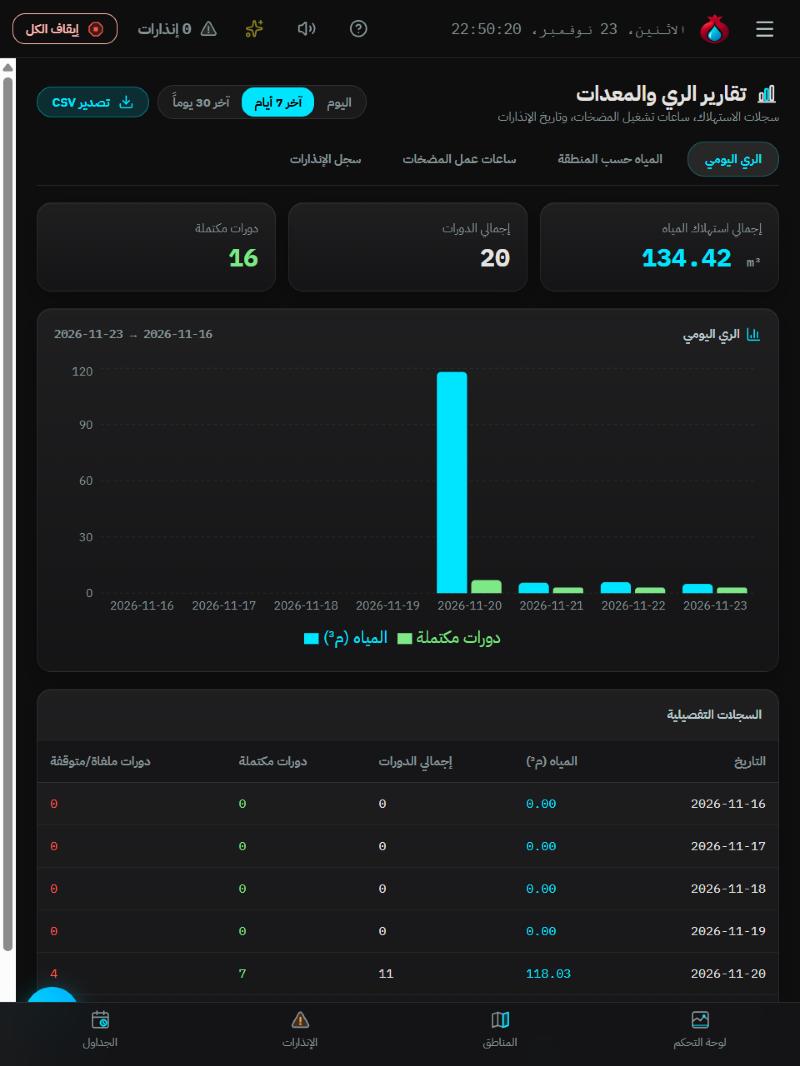 الاثنين، 23 نوفمبر، 22:50:20
0 إنذارات
إيقاف الكل
تقارير الري والمعدات
سجلات الاستهلاك، ساعات تشغيل المضخات، وتاريخ الإنذارات
اليوم
آخر 7 أيام
آخر 30 يوماً
تصدير CSV
الري اليومي
المياه حسب المنطقة
ساعات عمل المضخات
سجل الإنذارات
إجمالي استهلاك المياه
134.42 m³
إجمالي الدورات
20
دورات مكتملة
16
الري اليومي
2026-11-23 → 2026-11-16
120
90
60
30
0
2026-11-16 2026-11-17 2026-11-18 2026-11-19 2026-11-20 2026-11-21 2026-11-22 2026-11-23
دورات مكتملة
المياه (م³)
السجلات التفصيلية
التاريخ المياه (م³) إجمالي الدورات دورات مكتملة دورات ملغاة/متوقفة
2026-11-16 0.00 0 0 0
2026-11-17 0.00 0 0 0
2026-11-18 0.00 0 0 0
2026-11-19 0.00 0 0 0
2026-11-20 118.03 11 7 4
لوحة التحكم
المناطق
الإنذارات
الجداول